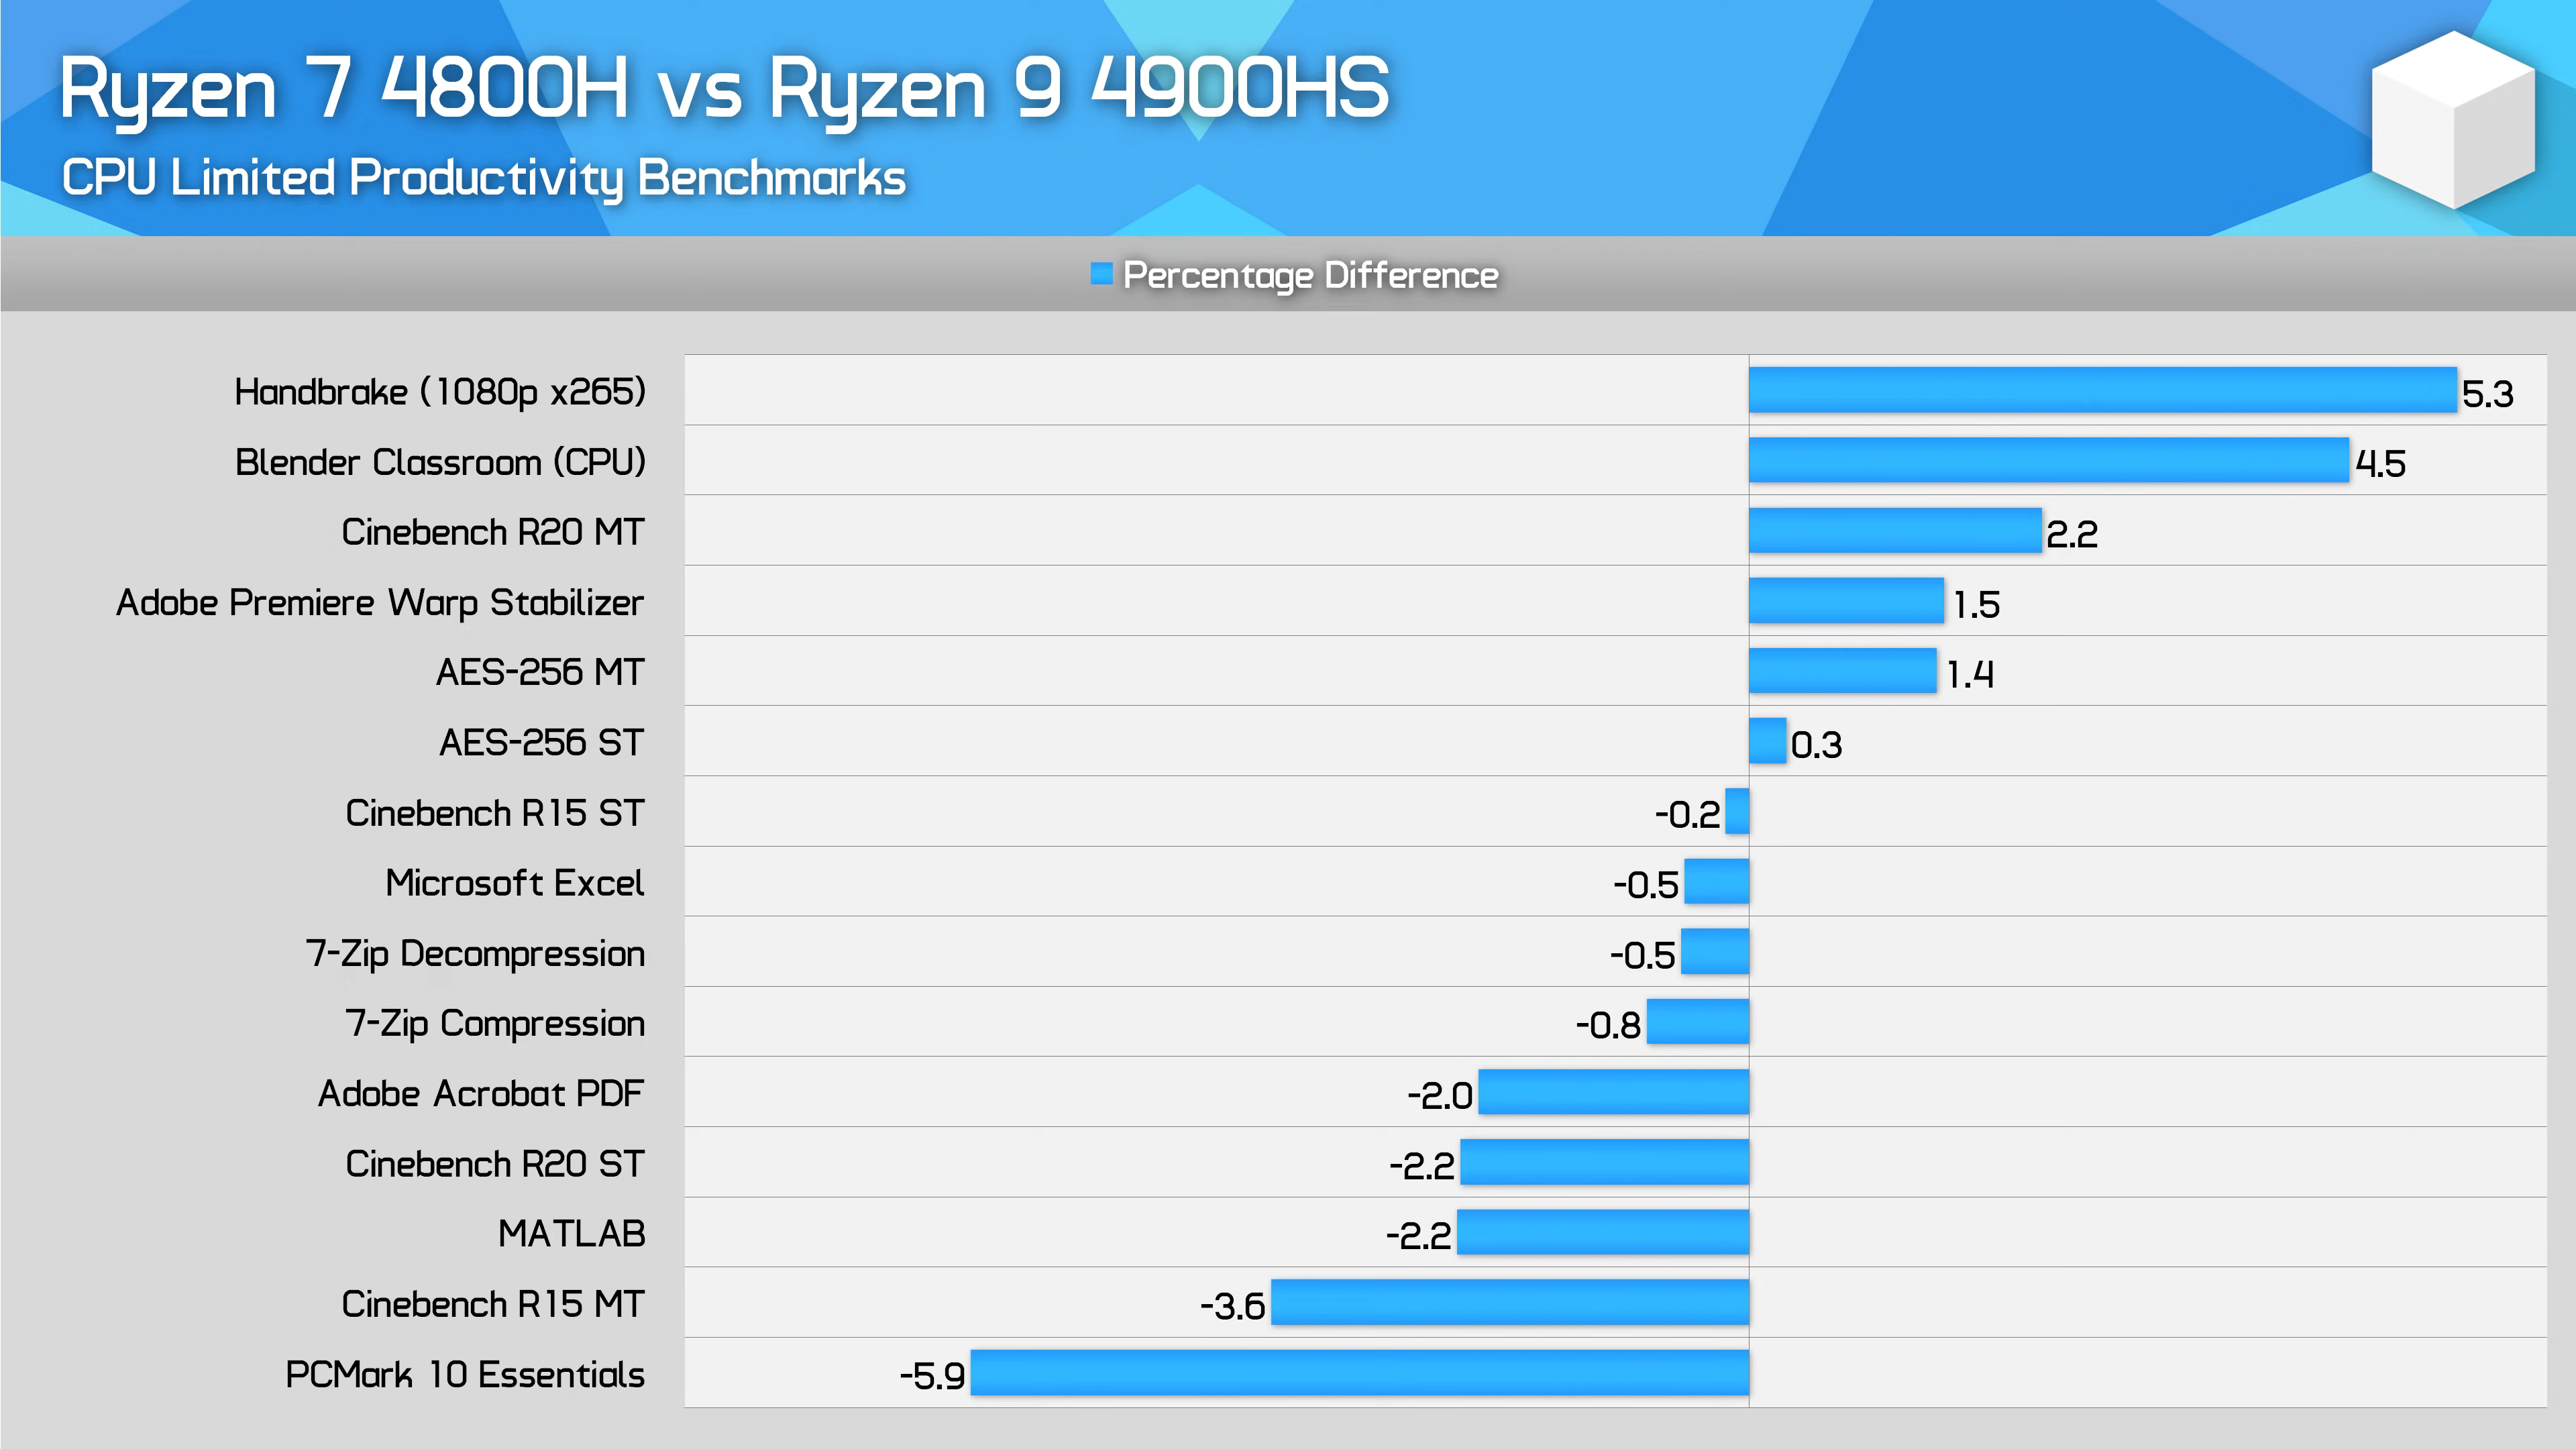 Ryzen 7 4800H vs Ryzen 9 4900HS
CPU Limited Productivity Benchmarks
Percentage Difference
Handbrake (1080p x265) 5.3
Blender Classroom (CPU) 4.5
Cinebench R20 MT 2.2
Adobe Premiere Warp Stabilizer 1.5
AES-256 MT 1.4
AES-256 ST 0.3
Cinebench R15 ST -0.2
Microsoft Excel -0.5
7-Zip Decompression -0.5
7-Zip Compression -0.8
Adobe Acrobat PDF -2.0
Cinebench R20 ST -2.2
MATLAB -2.2
Cinebench R15 MT -3.6
PCMark 10 Essentials -5.9